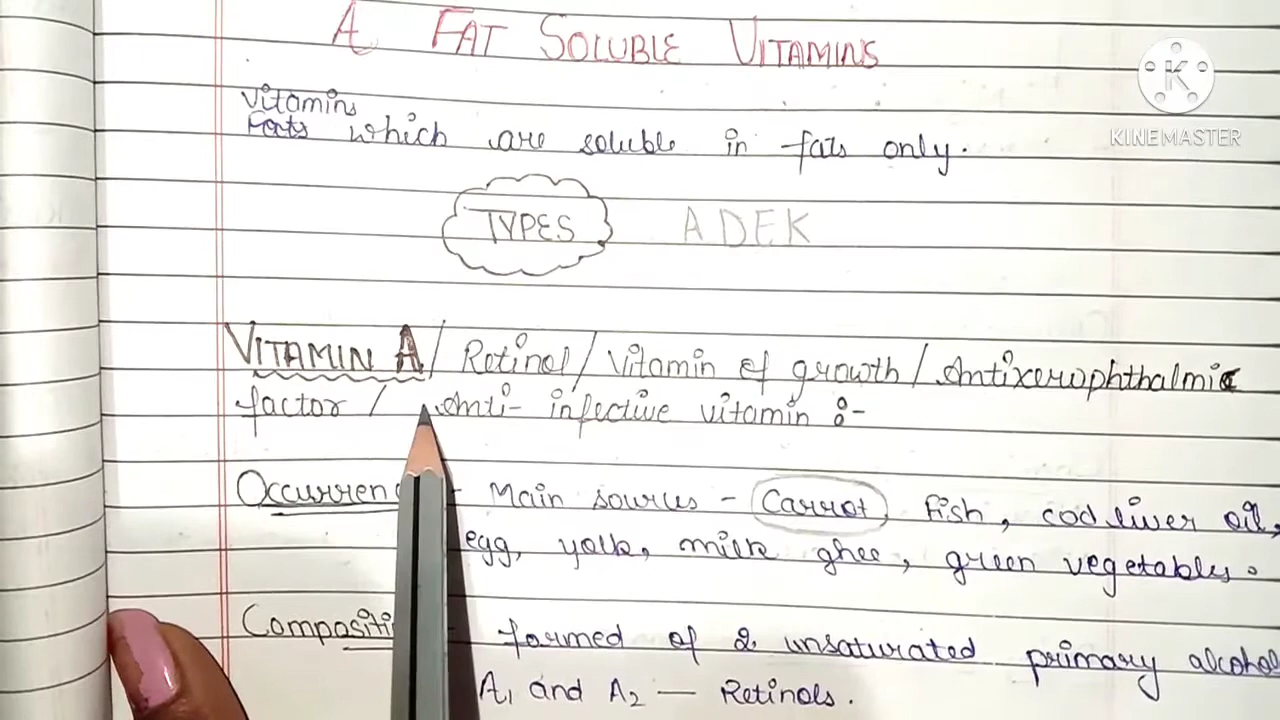 A FAT SOLUBLE VITAMINS
KINEMASTER
Vitamins
Fats which are soluble in fats only.
TYPES ADEK
VITAMIN A / Retinol / Vitamin of growth / Antixerophthalmic
factor / Anti- infective vitamin :-
Main sources - Carrot, Fish, cod liver oil,
egg, yolk, milk ghee, green vegetables.
formed of 2 unsaturated primary alcohol
A1 and A2 — Retinols.